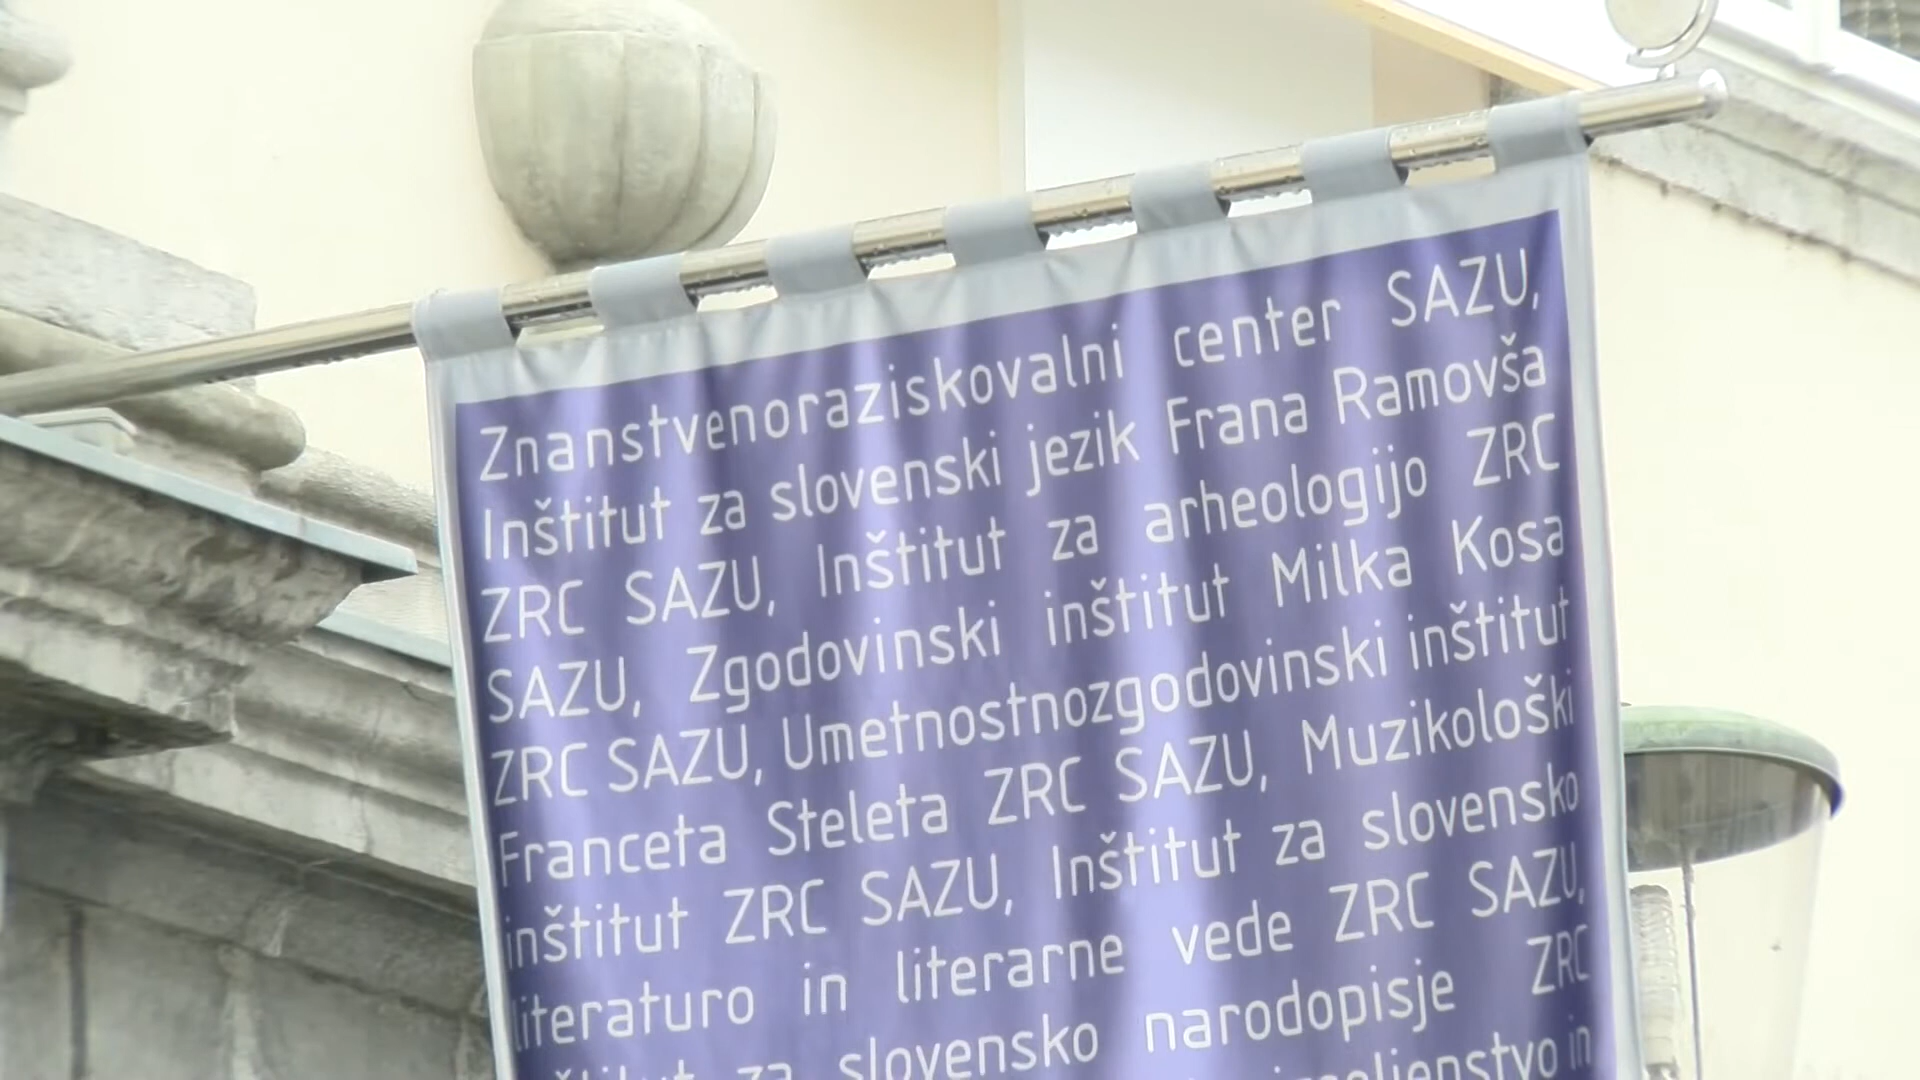 Znanstvenoraziskovalni center SAZU,
Inštitut za slovenski jezik Frana Ramovša
ZRC SAZU, Inštitut za arheologijo ZRC
SAZU, Zgodovinski inštitut Milka Kosa
ZRC SAZU, Umetnostnozgodovinski inštitut
Franceta Steleta ZRC SAZU, Muzikološki
inštitut ZRC SAZU, Inštitut za slovensko
literaturo in literarne vede ZRC SAZU,
za slovensko narodopisje ZRC
in